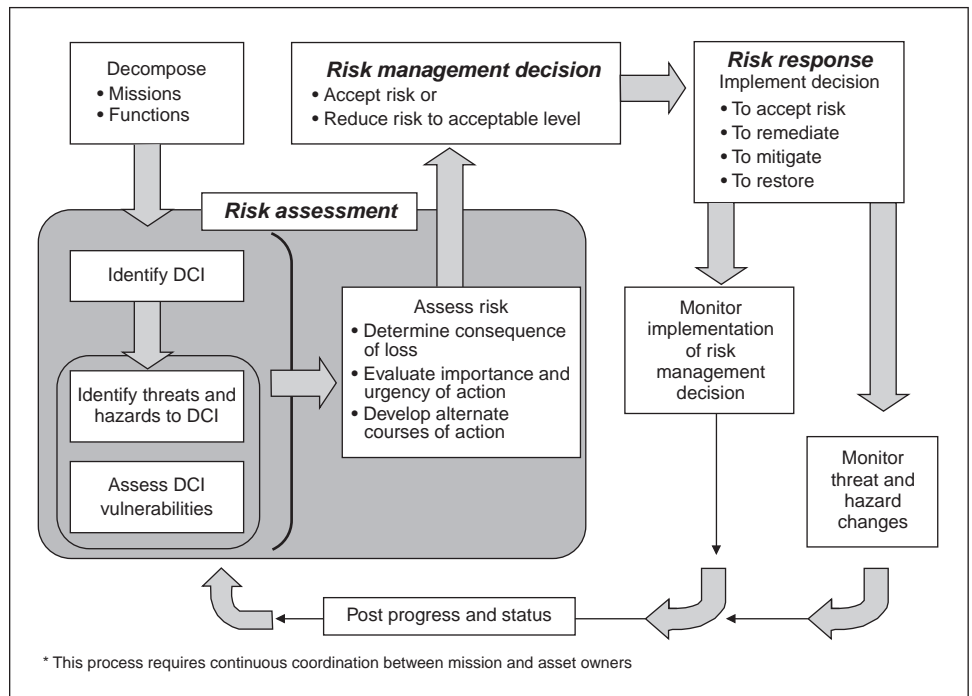 Decompose
• Missions
• Functions
Risk management decision
• Accept risk or
• Reduce risk to acceptable level
Risk response
Implement decision
• To accept risk
• To remediate
• To mitigate
• To restore
Risk assessment
Identify DCI
Identify threats and
hazards to DCI
Assess DCI
vulnerabilities
Assess risk
• Determine consequence
of loss
• Evaluate importance and
urgency of action
• Develop alternate
courses of action
Monitor
implementation
of risk
management
decision
Monitor
threat and
hazard
changes
Post progress and status
* This process requires continuous coordination between mission and asset owners